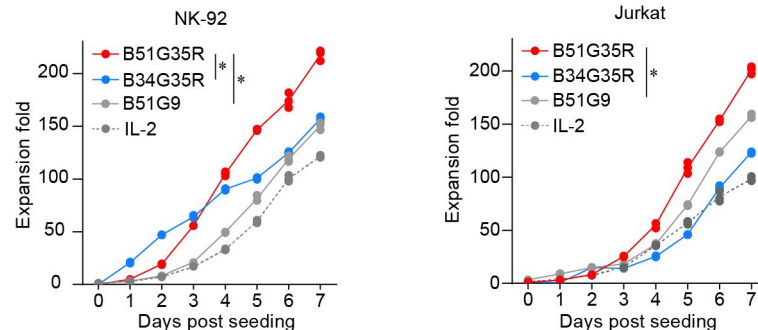 NK-92
Expansion fold
200
150
100
50
0
B51G35R
B34G35R
B51G9
IL-2
*
*
0 1 2 3 4 5 6 7
Days post seeding
Jurkat
Expansion fold
200
150
100
50
0
B51G35R
B34G35R
B51G9
IL-2
*
0 1 2 3 4 5 6 7
Days post seeding